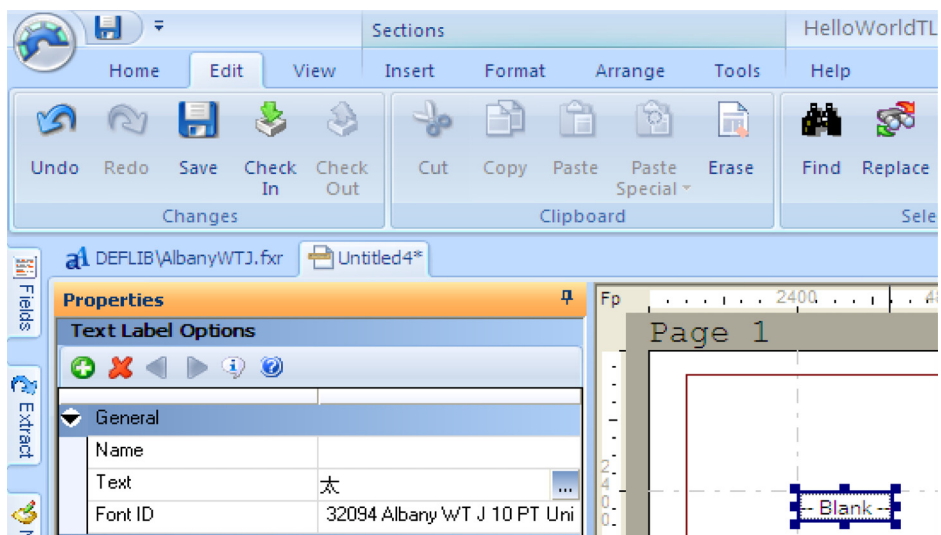 Sections HelloWorldTL
Home Edit View Insert Format Arrange Tools Help
Undo Redo Save Check In Check Out Cut Copy Paste Paste Special Erase Find Replace
Changes Clipboard Sele
DEFLIB\AlbanyWTJ.fxr Untitled4*
Fields
Extract
Properties
Text Label Options
General
Name
Text 太 ...
Font ID 32094 Albany WT J 10 PT Uni
Fp 2400
Page 1
-- Blank --